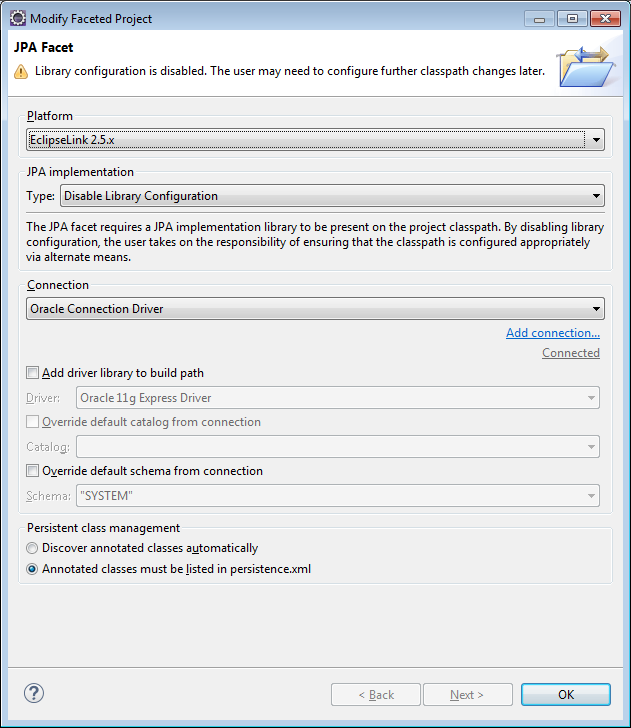 Modify Faceted Project
JPA Facet
Library configuration is disabled. The user may need to configure further classpath changes later.
Platform
EclipseLink 2.5.x
JPA implementation
Type: Disable Library Configuration
The JPA facet requires a JPA implementation library to be present on the project classpath. By disabling library
configuration, the user takes on the responsibility of ensuring that the classpath is configured appropriately
via alternate means.
Connection
Oracle Connection Driver
Add connection...
Connected
Add driver library to build path
Driver: Oracle 11g Express Driver
Override default catalog from connection
Catalog:
Override default schema from connection
Schema: "SYSTEM"
Persistent class management
Discover annotated classes automatically
Annotated classes must be listed in persistence.xml
?
< Back
Next >
OK